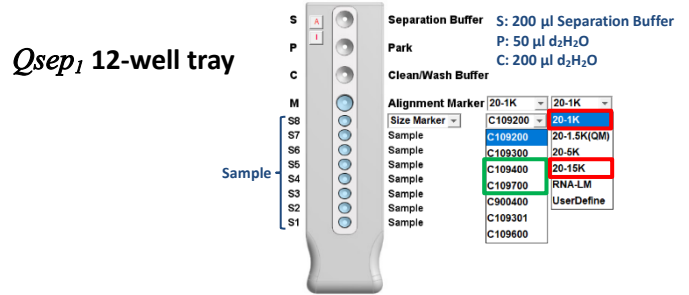 Qsep1 12-well tray
S A Separation Buffer S: 200 µl Separation Buffer
I
P Park P: 50 µl d2H2O
C Clean/Wash Buffer C: 200 µl d2H2O
M Alignment Marker 20-1K 20-1K
S8 Size Marker C109200 20-1K
S7 Sample C109200 20-1.5K(QM)
S6 Sample C109300 20-5K
S5 Sample C109400 20-15K
Sample
S4 Sample C109700 RNA-LM
S3 Sample C900400 UserDefine
S2 Sample C109301
S1 Sample C109600